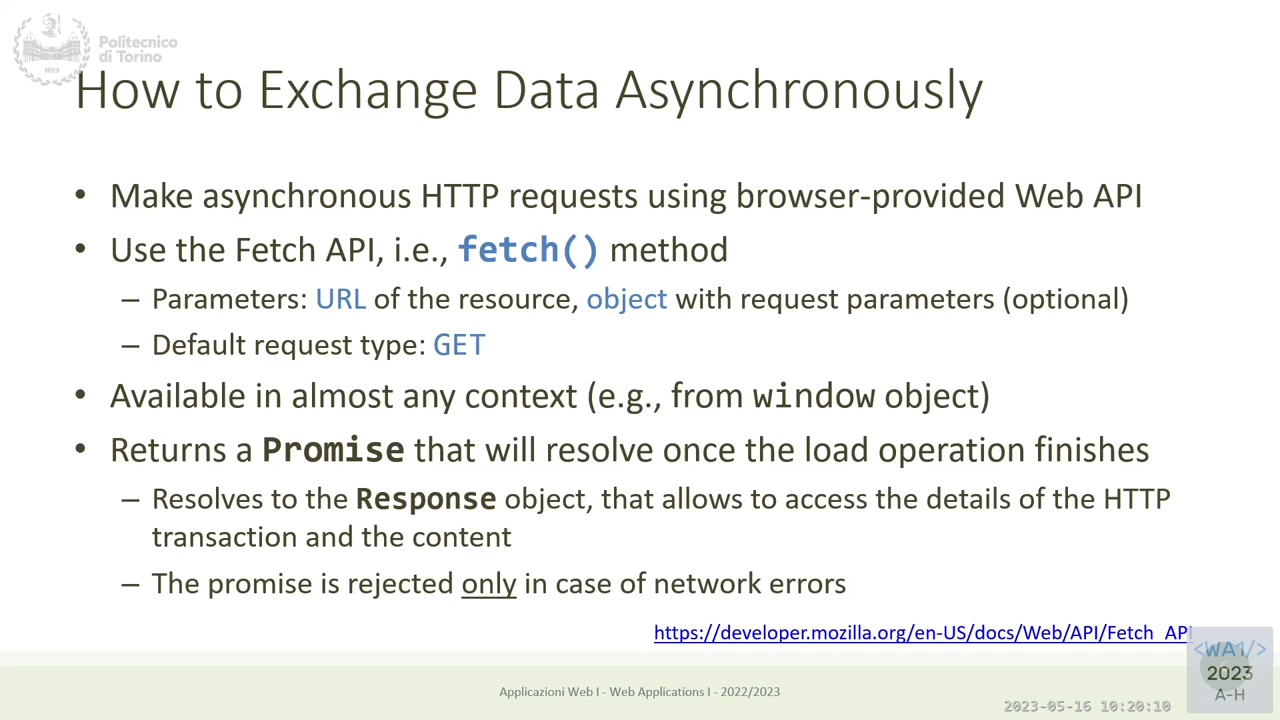 Politecnico
di Torino
1859
How to Exchange Data Asynchronously
• Make asynchronous HTTP requests using browser-provided Web API
• Use the Fetch API, i.e., fetch() method
– Parameters: URL of the resource, object with request parameters (optional)
– Default request type: GET
• Available in almost any context (e.g., from window object)
• Returns a Promise that will resolve once the load operation finishes
– Resolves to the Response object, that allows to access the details of the HTTP
transaction and the content
– The promise is rejected only in case of network errors
https://developer.mozilla.org/en-US/docs/Web/API/Fetch_API
<WA1/>
2023
A-H
Applicazioni Web I - Web Applications I - 2022/2023
2023-05-16 10:20:10